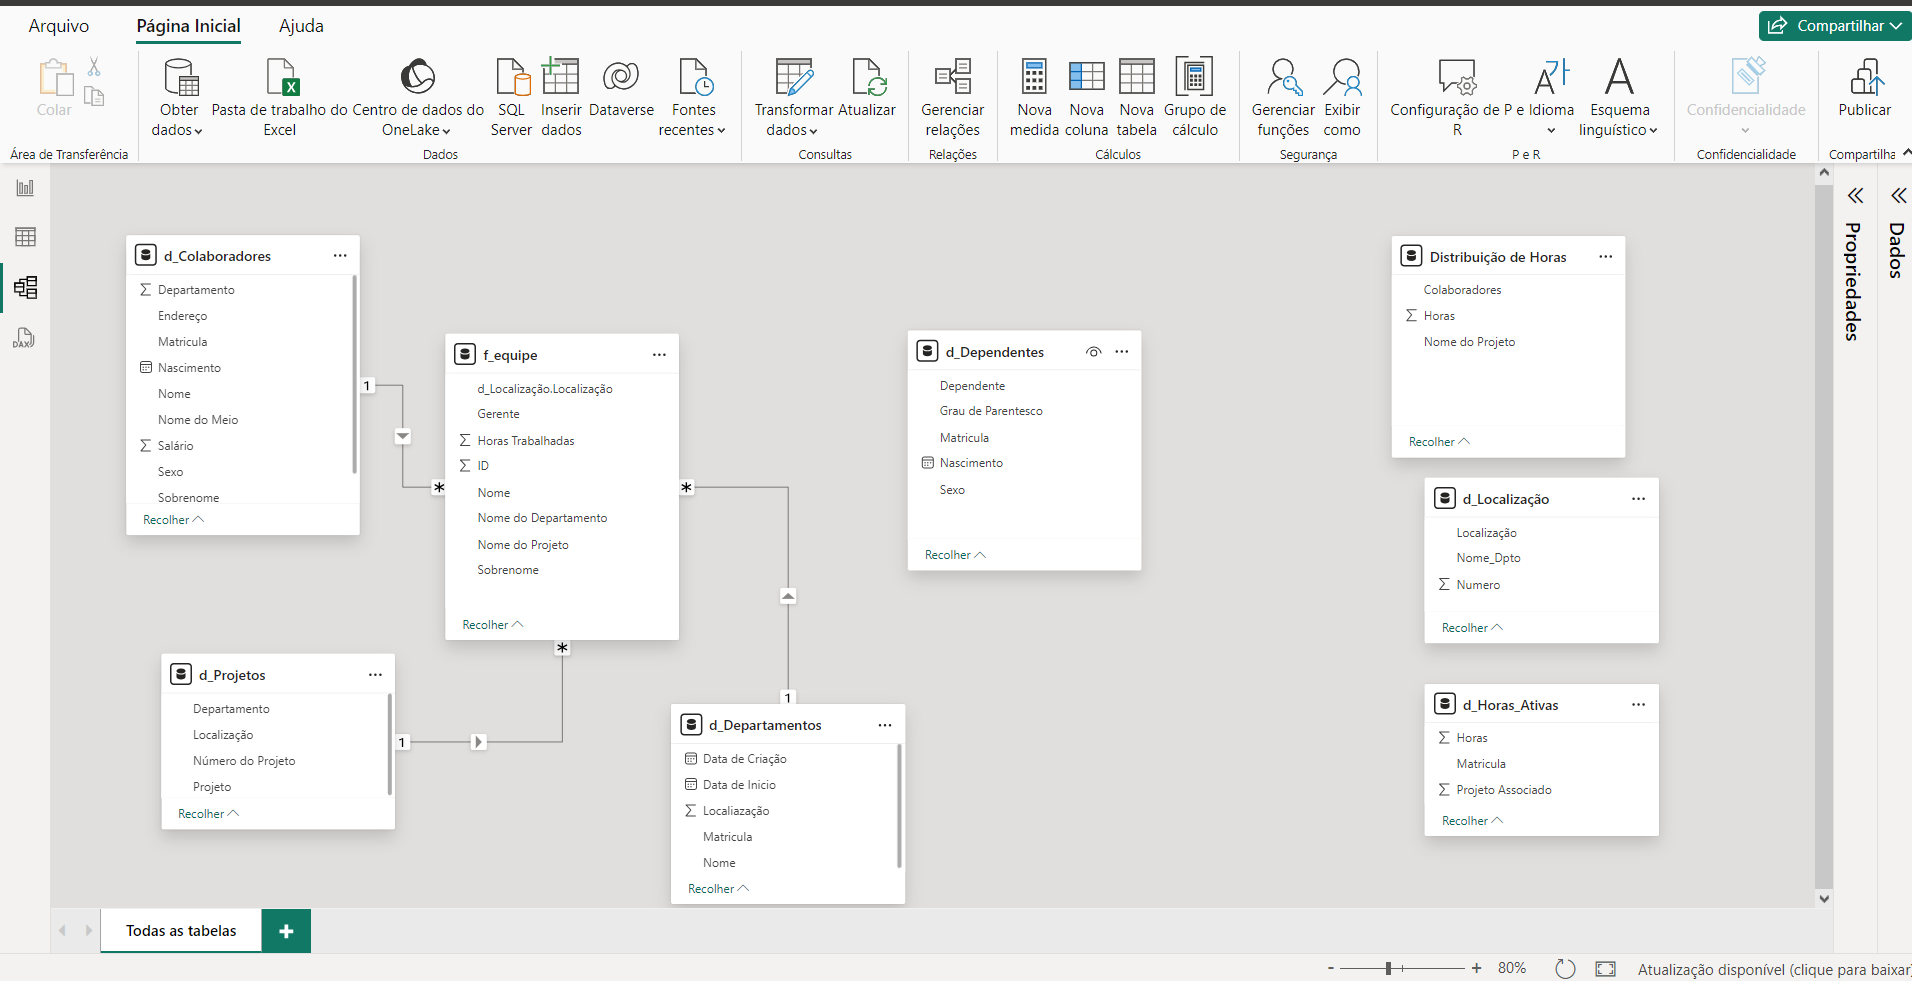 Arquivo Página Inicial Ajuda Compartilhar
Colar
Obter dados
Pasta de trabalho do Excel
Centro de dados do OneLake
SQL Server
Inserir dados
Dataverse
Fontes recentes
Transformar dados
Atualizar
Gerenciar relações
Nova medida
Nova coluna
Nova tabela
Grupo de cálculo
Gerenciar funções
Exibir como
Configuração de P e R
Idioma
Esquema linguístico
Confidencialidade
Publicar
Área de Transferência Dados Consultas Relações Cálculos Segurança P e R Confidencialidade Compartilha
DAX
d_Colaboradores
Departamento
Endereço
Matricula
Nascimento
Nome
Nome do Meio
Salário
Sexo
Sobrenome
Recolher
1
*
f_equipe
d_Localização.Localização
Gerente
Horas Trabalhadas
ID
Nome
Nome do Departamento
Nome do Projeto
Sobrenome
Recolher
*
*
d_Projetos
Departamento
Localização
Número do Projeto
Projeto
Recolher
1
1
d_Departamentos
Data de Criação
Data de Inicio
Localiazação
Matricula
Nome
Recolher
d_Dependentes
Dependente
Grau de Parentesco
Matricula
Nascimento
Sexo
Recolher
Distribuição de Horas
Colaboradores
Horas
Nome do Projeto
Recolher
d_Localização
Localização
Nome_Dpto
Numero
Recolher
d_Horas_Ativas
Horas
Matricula
Projeto Associado
Recolher
Propriedades
Dados
Todas as tabelas
- + 80% Atualização disponível (clique para baixar)